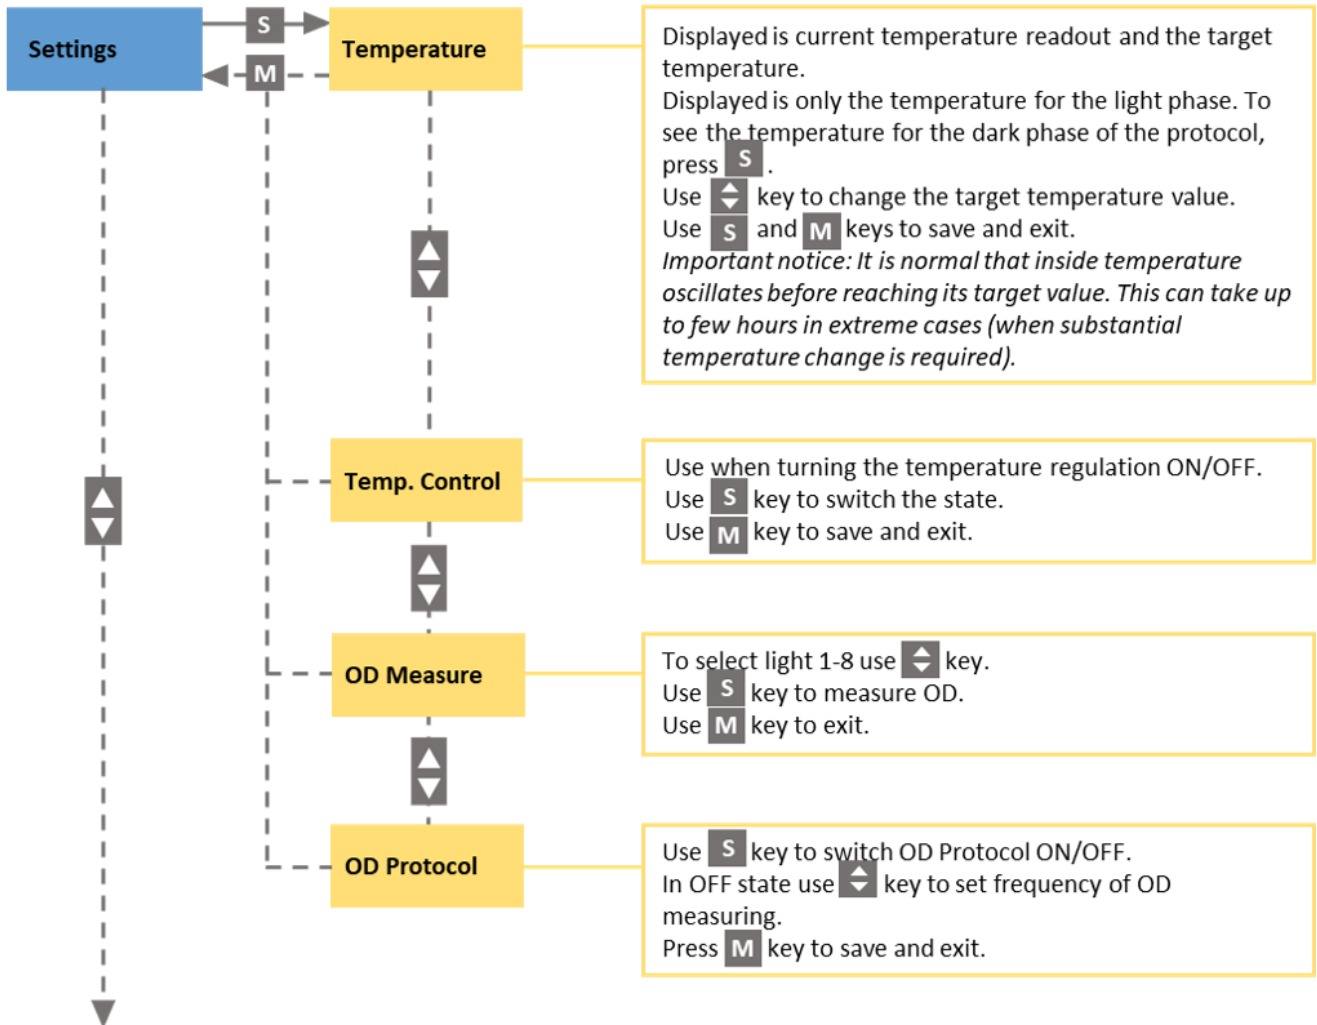 Settings
S
M
Temperature
Displayed is current temperature readout and the target
temperature.
Displayed is only the temperature for the light phase. To
see the temperature for the dark phase of the protocol,
press S .
Use key to change the target temperature value.
Use S and M keys to save and exit.
Important notice: It is normal that inside temperature
oscillates before reaching its target value. This can take up
to few hours in extreme cases (when substantial
temperature change is required).
Temp. Control
Use when turning the temperature regulation ON/OFF.
Use S key to switch the state.
Use M key to save and exit.
OD Measure
To select light 1-8 use key.
Use S key to measure OD.
Use M key to exit.
OD Protocol
Use S key to switch OD Protocol ON/OFF.
In OFF state use key to set frequency of OD
measuring.
Press M key to save and exit.